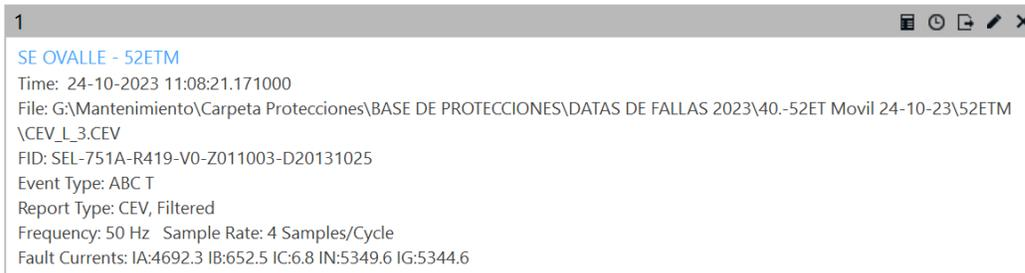 1
SE OVALLE - 52ETM
Time:  24-10-2023 11:08:21.171000
File: G:\Mantenimiento\Carpeta Protecciones\BASE DE PROTECCIONES\DATAS DE FALLAS 2023\40.-52ET Movil 24-10-23\52ETM
\CEV_L_3.CEV
FID: SEL-751A-R419-V0-Z011003-D20131025
Event Type: ABC T
Report Type: CEV, Filtered
Frequency: 50 Hz   Sample Rate: 4 Samples/Cycle
Fault Currents: IA:4692.3 IB:652.5 IC:6.8 IN:5349.6 IG:5344.6